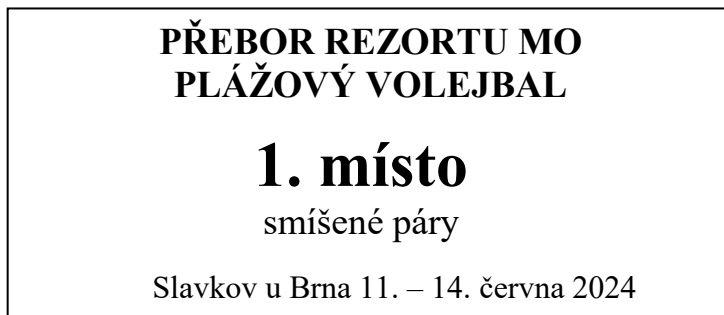 PŘEBOR REZORTU MO
PLÁŽOVÝ VOLEJBAL
1. místo
smíšené páry
Slavkov u Brna 11. – 14. června 2024